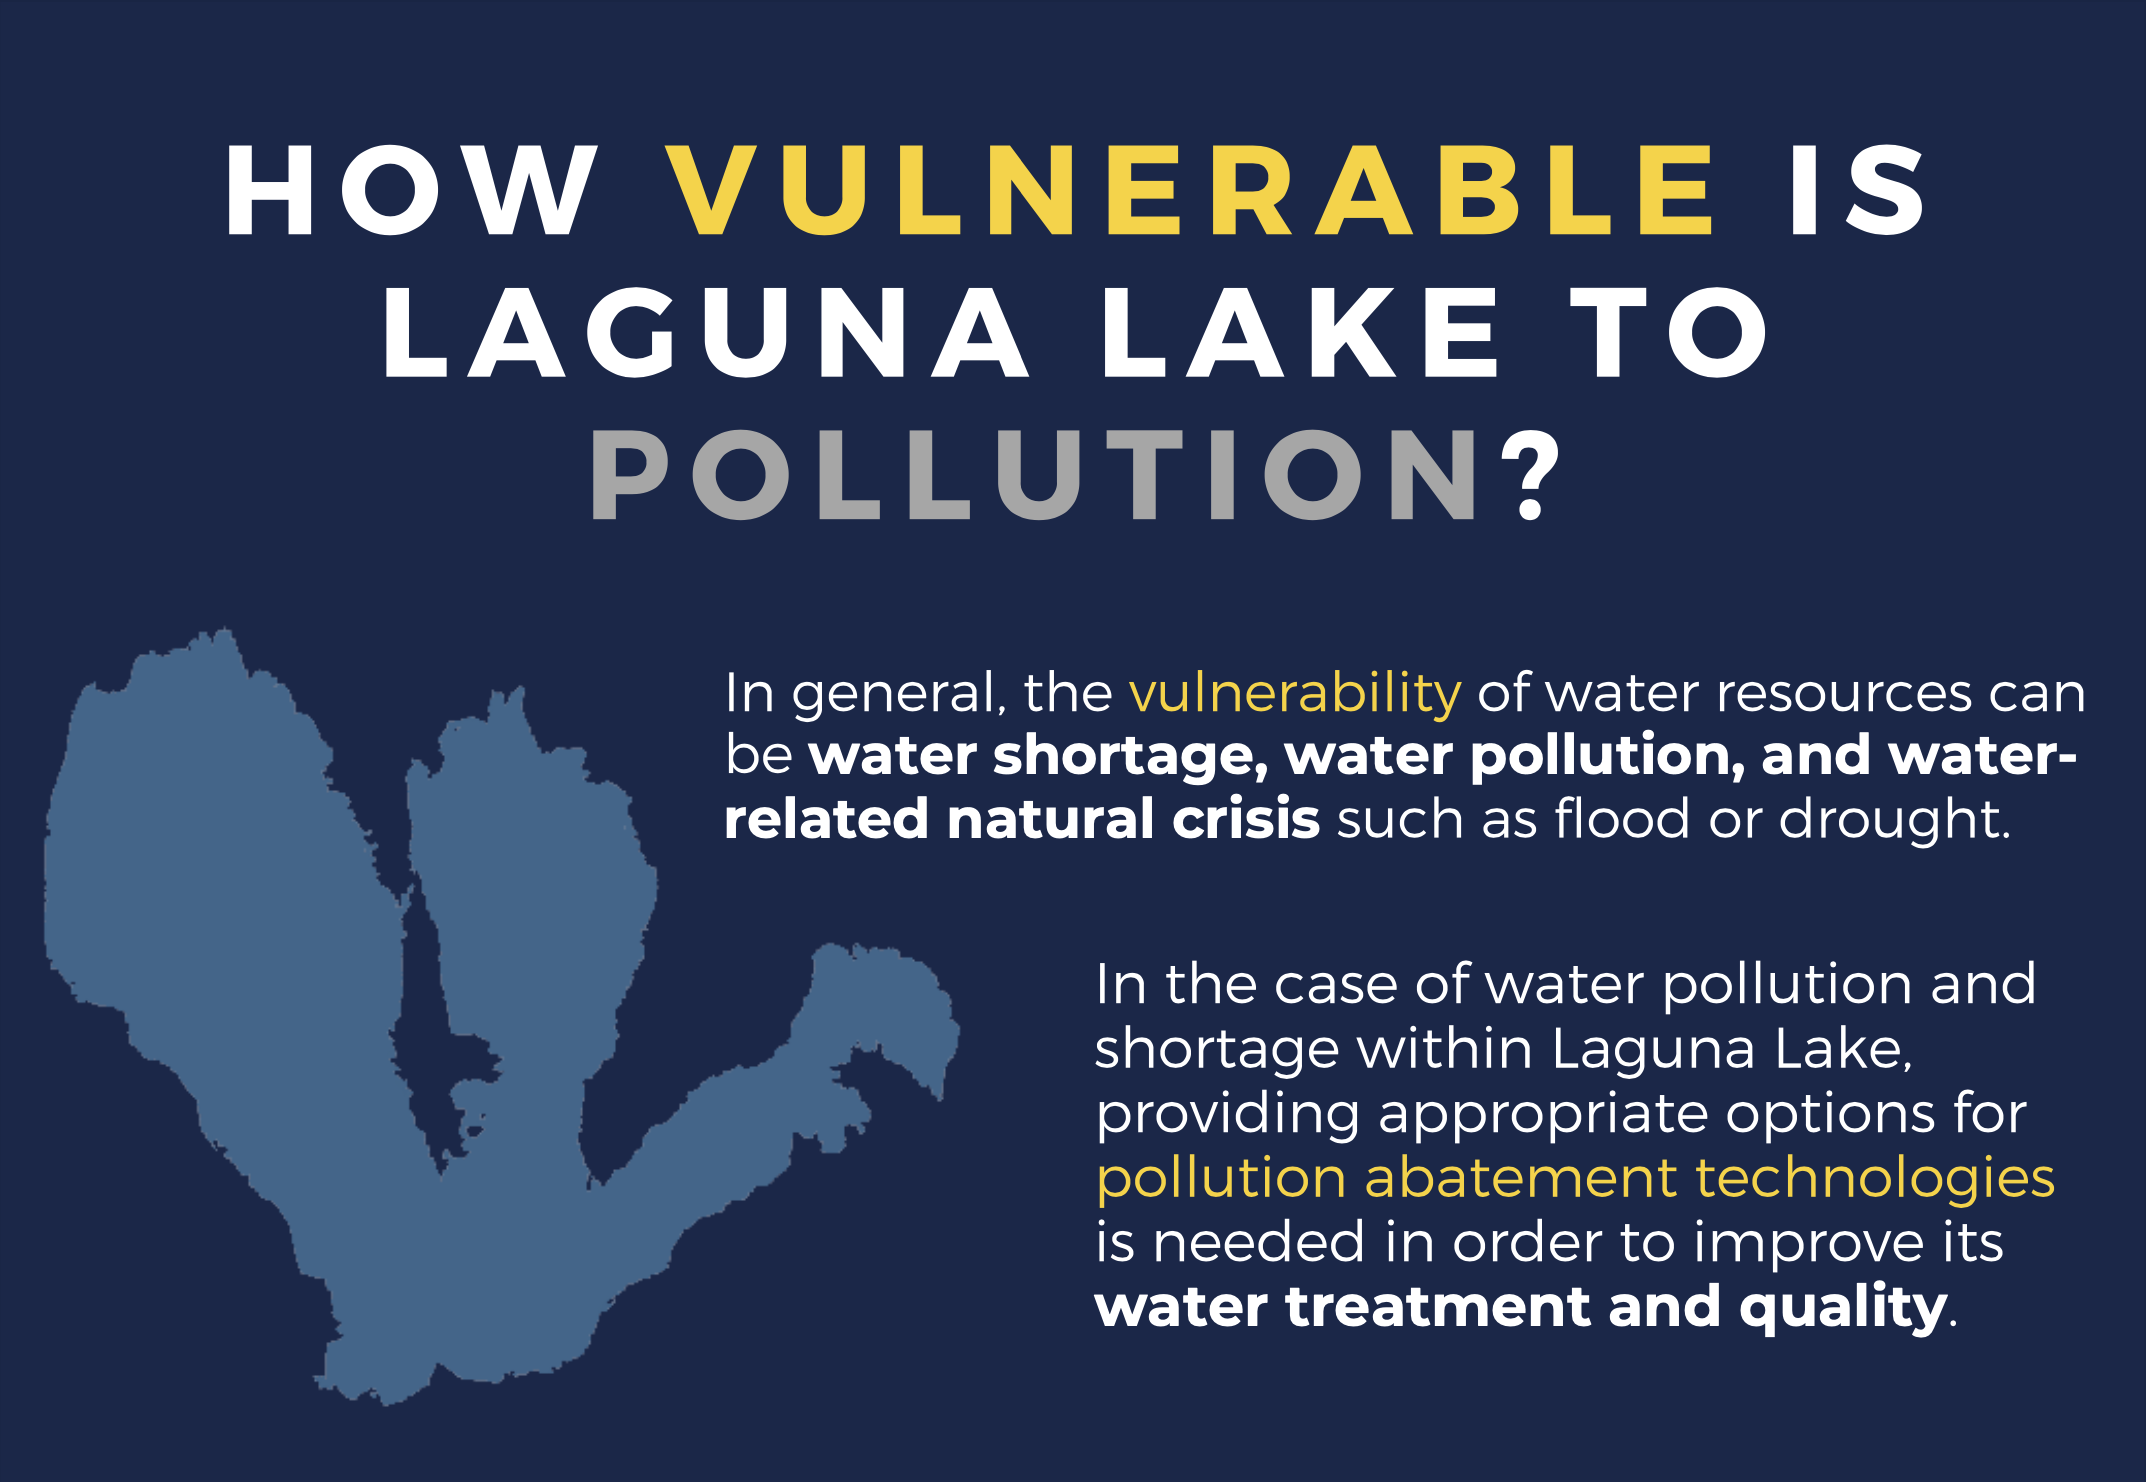 HOW VULNERABLE IS
LAGUNA LAKE TO
POLLUTION?
In general, the vulnerability of water resources can
be water shortage, water pollution, and water-
related natural crisis such as flood or drought.
In the case of water pollution and
shortage within Laguna Lake,
providing appropriate options for
pollution abatement technologies
is needed in order to improve its
water treatment and quality.